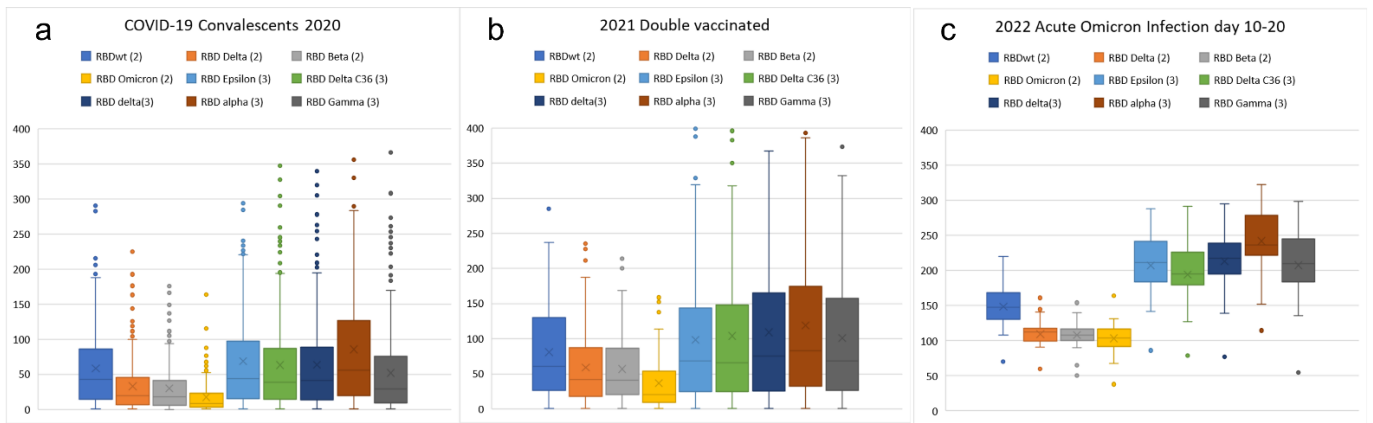 a
COVID-19 Convalescents 2020
RBDwt (2)
RBD Delta (2)
RBD Beta (2)
RBD Omicron (2)
RBD Epsilon (3)
RBD Delta C36 (3)
RBD delta(3)
RBD alpha (3)
RBD Gamma (3)
400
350
300
250
200
150
100
50
0
b
2021 Double vaccinated
RBDwt (2)
RBD Delta (2)
RBD Beta (2)
RBD Omicron (2)
RBD Epsilon (3)
RBD Delta C36 (3)
RBD delta(3)
RBD alpha (3)
RBD Gamma (3)
400
350
300
250
200
150
100
50
0
c
2022 Acute Omicron Infection day 10-20
RBDwt (2)
RBD Delta (2)
RBD Beta (2)
RBD Omicron (2)
RBD Epsilon (3)
RBD Delta C36 (3)
RBD delta(3)
RBD alpha (3)
RBD Gamma (3)
400
350
300
250
200
150
100
50
0